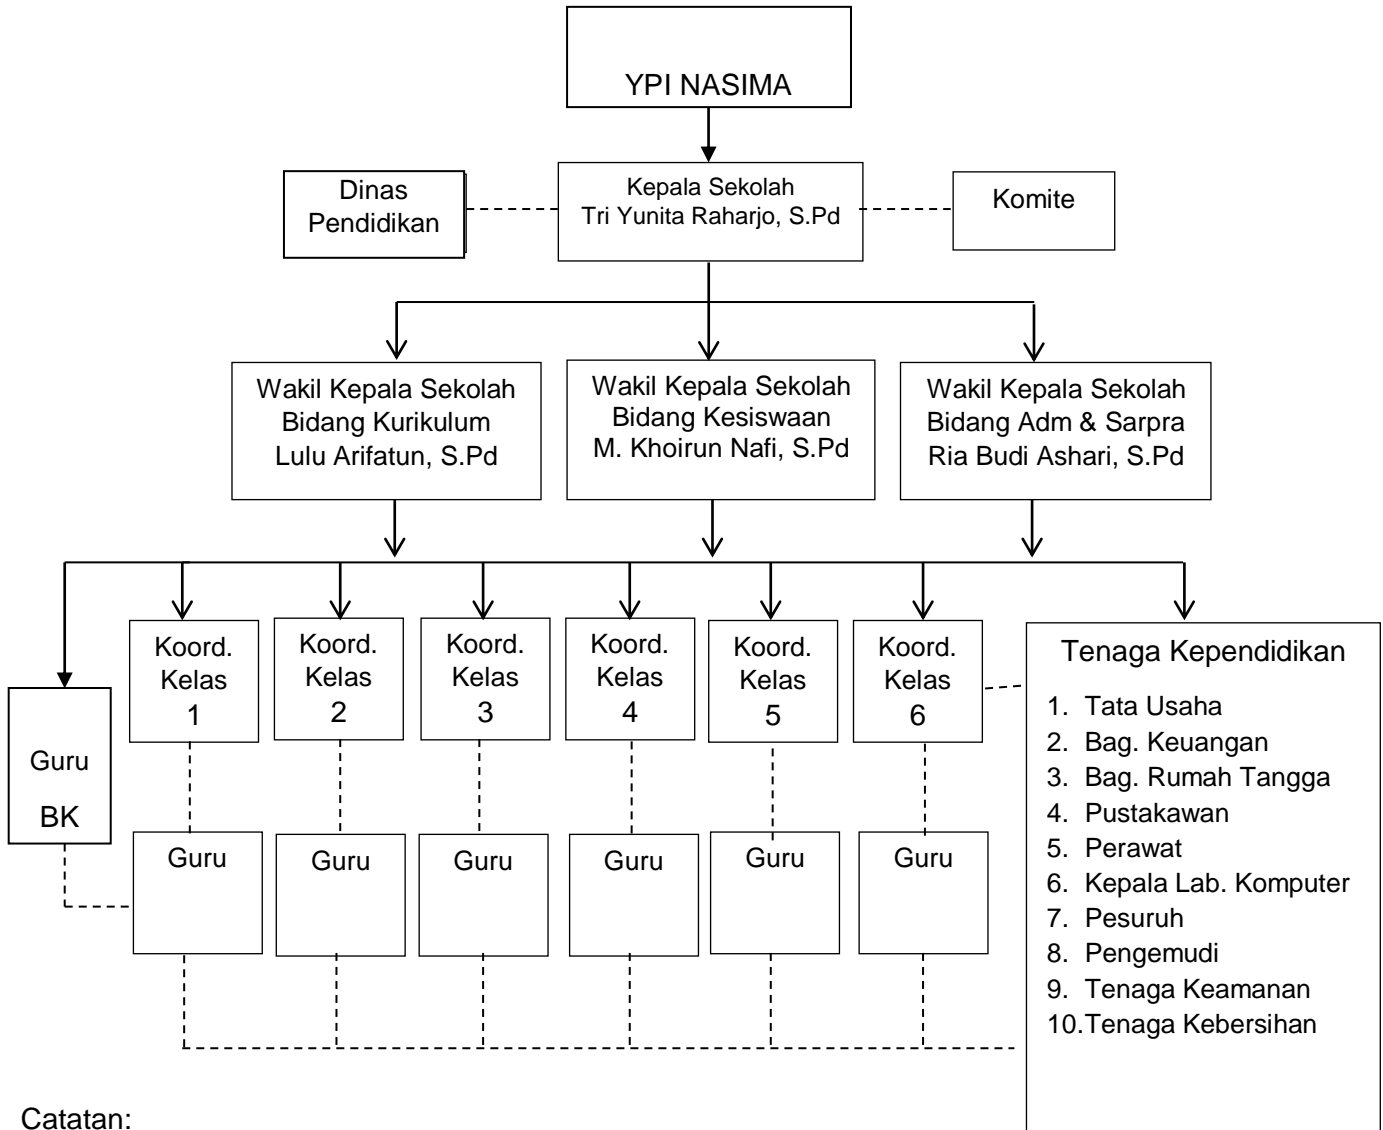 YPI NASIMA
Dinas
Pendidikan
Kepala Sekolah
Tri Yunita Raharjo, S.Pd
Komite
Wakil Kepala Sekolah
Bidang Kurikulum
Lulu Arifatun, S.Pd
Wakil Kepala Sekolah
Bidang Kesiswaan
M. Khoirun Nafi, S.Pd
Wakil Kepala Sekolah
Bidang Adm & Sarpra
Ria Budi Ashari, S.Pd
Guru
BK
Koord.
Kelas
1
Koord.
Kelas
2
Koord.
Kelas
3
Koord.
Kelas
4
Koord.
Kelas
5
Koord.
Kelas
6
Guru
Guru
Guru
Guru
Guru
Guru
Tenaga Kependidikan
1. Tata Usaha
2. Bag. Keuangan
3. Bag. Rumah Tangga
4. Pustakawan
5. Perawat
6. Kepala Lab. Komputer
7. Pesuruh
8. Pengemudi
9. Tenaga Keamanan
10.Tenaga Kebersihan
Catatan: